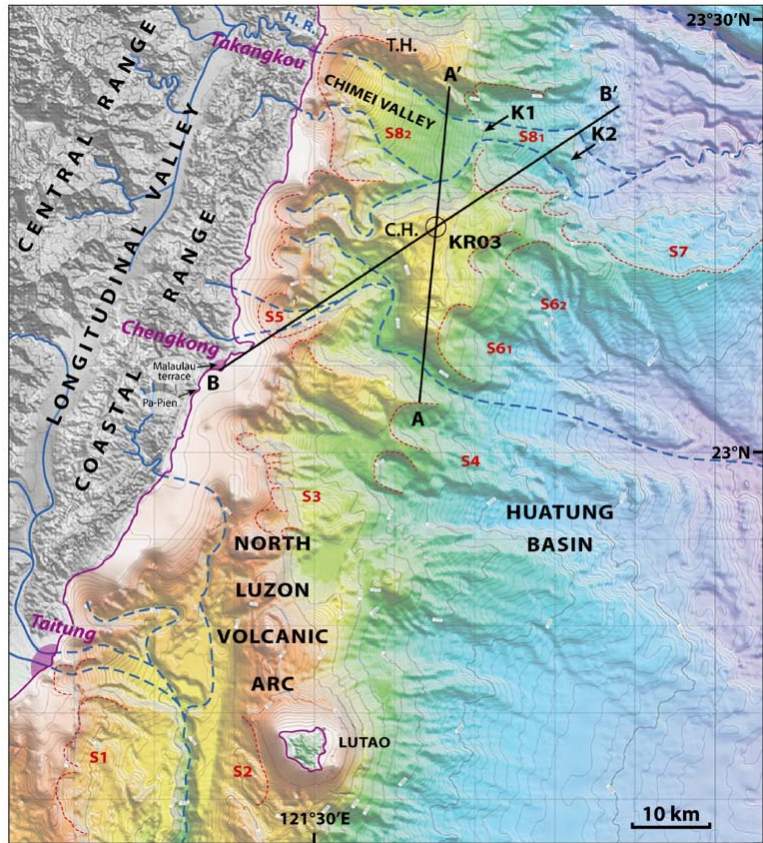 23°30′N
H. R.
Takangkou
T.H.
A′
B′
CHIMEI VALLEY
K1
S8₂
S8₁
K2
CENTRAL RANGE
LONGITUDINAL VALLEY
COASTAL RANGE
C.H.
KR03
S7
S5
S6₂
Chengkong
S6₁
Malaulau
terrace
B
Pa-Pien
A
23°N
S4
S3
HUATUNG
BASIN
NORTH
LUZON
VOLCANIC
ARC
Taitung
LUTAO
S1
S2
121°30′E
10 km